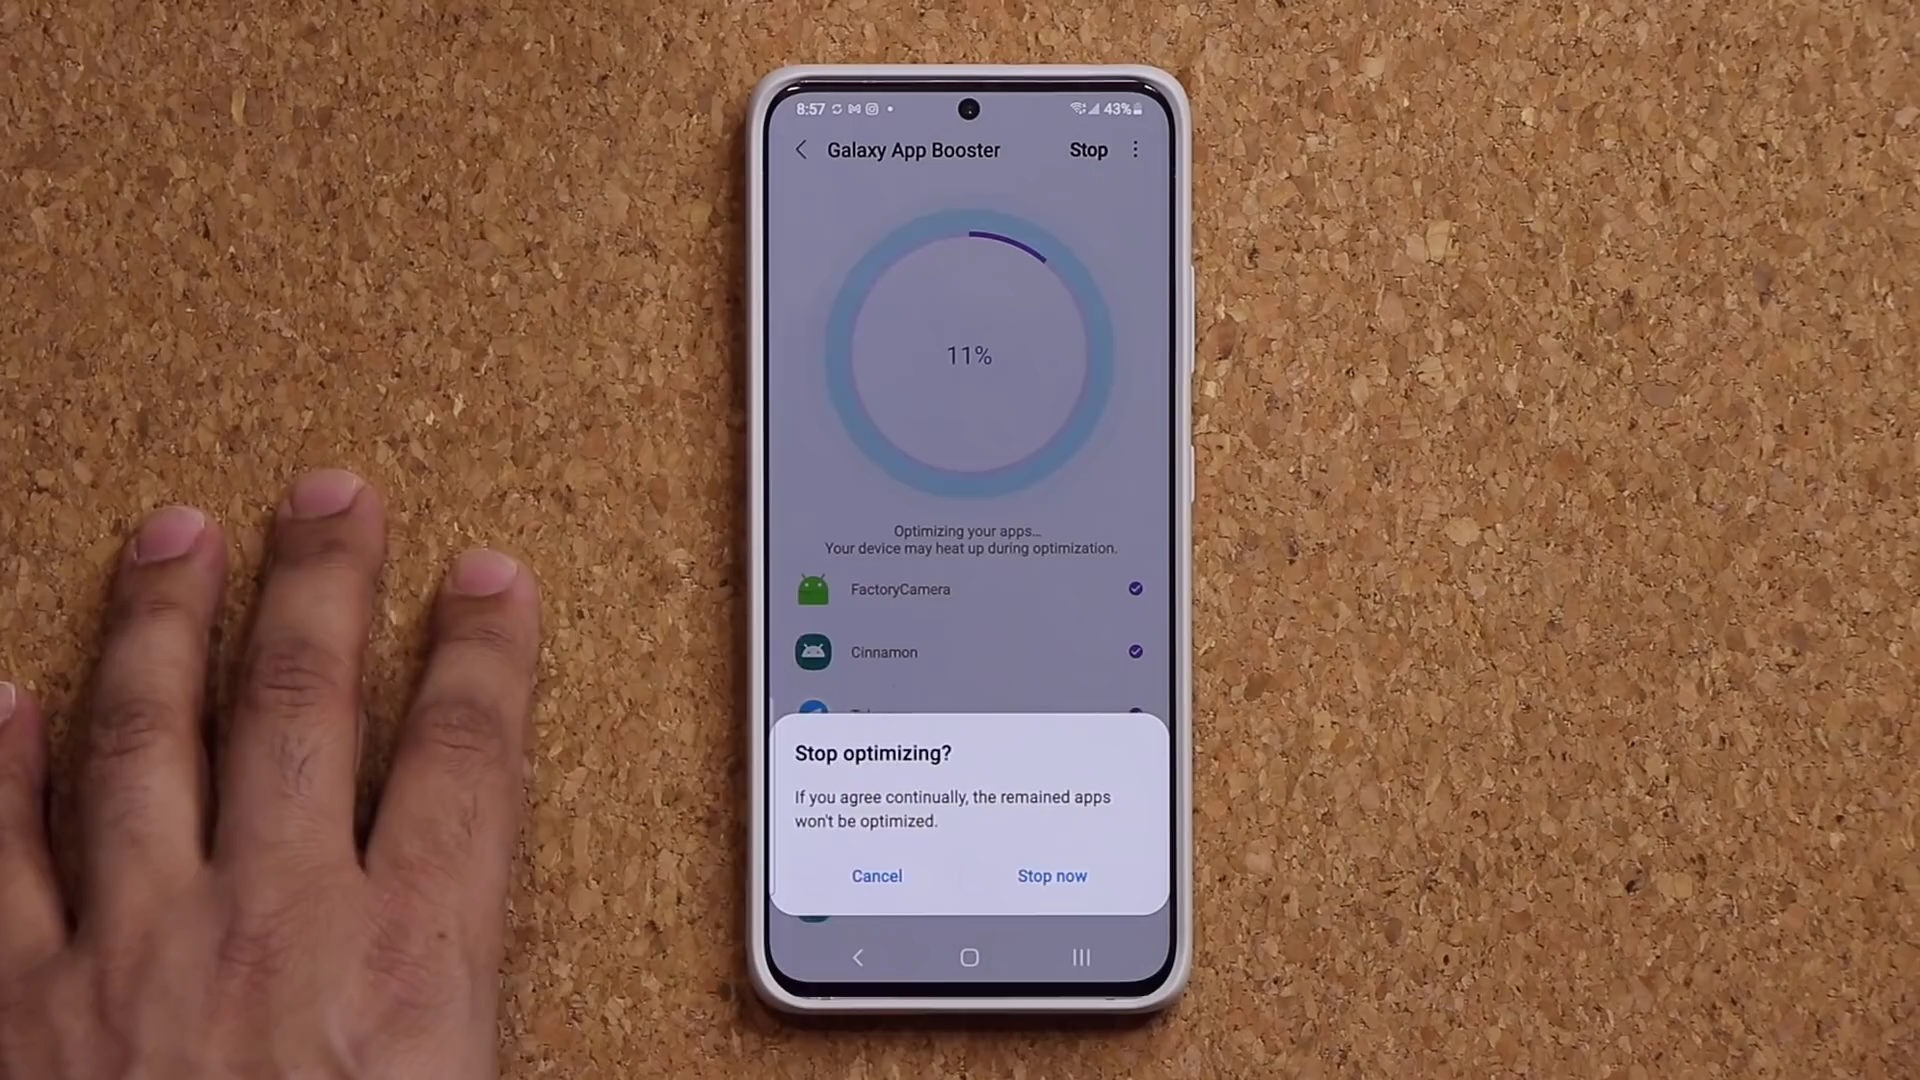 8:57 43%
Galaxy App Booster Stop
11%
Optimizing your apps...
Your device may heat up during optimization.
FactoryCamera
Cinnamon
Stop optimizing?
If you agree continually, the remained apps
won't be optimized.
Cancel Stop now